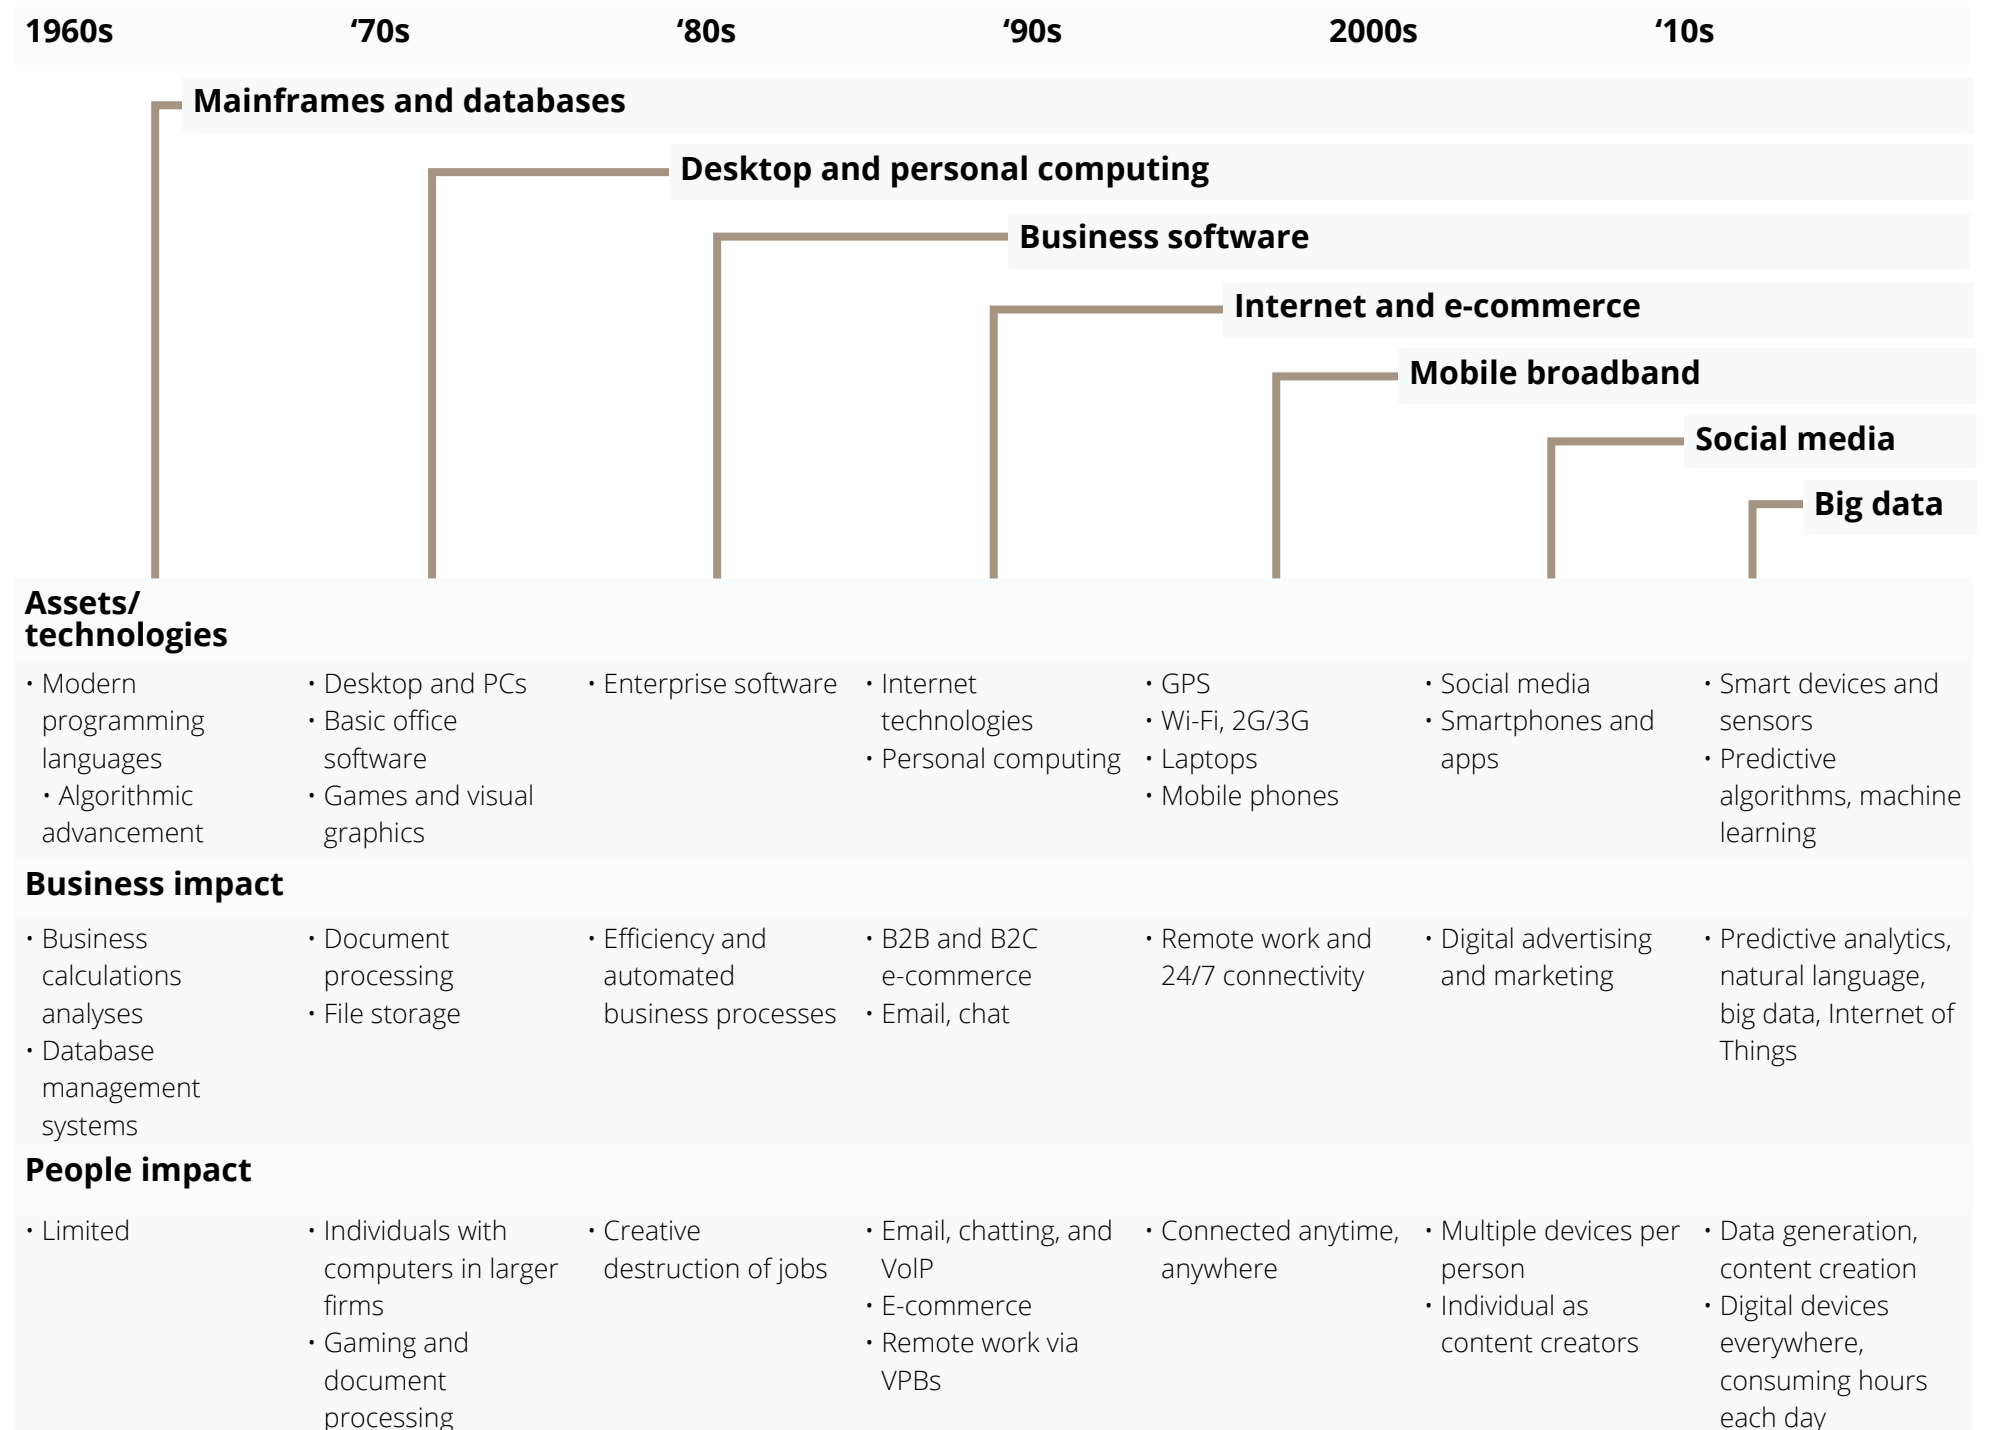 1960s ‘70s ‘80s ‘90s 2000s ‘10s
Mainframes and databases
Desktop and personal computing
Business software
Internet and e-commerce
Mobile broadband
Social media
Big data
Assets/
technologies
· Modern
programming
languages
· Algorithmic
advancement
· Desktop and PCs
· Basic office
software
· Games and visual
graphics
· Enterprise software
· Internet
technologies
· Personal computing
· GPS
· Wi-Fi, 2G/3G
· Laptops
· Mobile phones
· Social media
· Smartphones and
apps
· Smart devices and
sensors
· Predictive
algorithms, machine
learning
Business impact
· Business
calculations
analyses
· Database
management
systems
· Document
processing
· File storage
· Efficiency and
automated
business processes
· B2B and B2C
e-commerce
· Email, chat
· Remote work and
24/7 connectivity
· Digital advertising
and marketing
· Predictive analytics,
natural language,
big data, Internet of
Things
People impact
· Limited
· Individuals with
computers in larger
firms
· Gaming and
document
processing
· Creative
destruction of jobs
· Email, chatting, and
VolP
· E-commerce
· Remote work via
VPBs
· Connected anytime,
anywhere
· Multiple devices per
person
· Individual as
content creators
· Data generation,
content creation
· Digital devices
everywhere,
consuming hours
each day